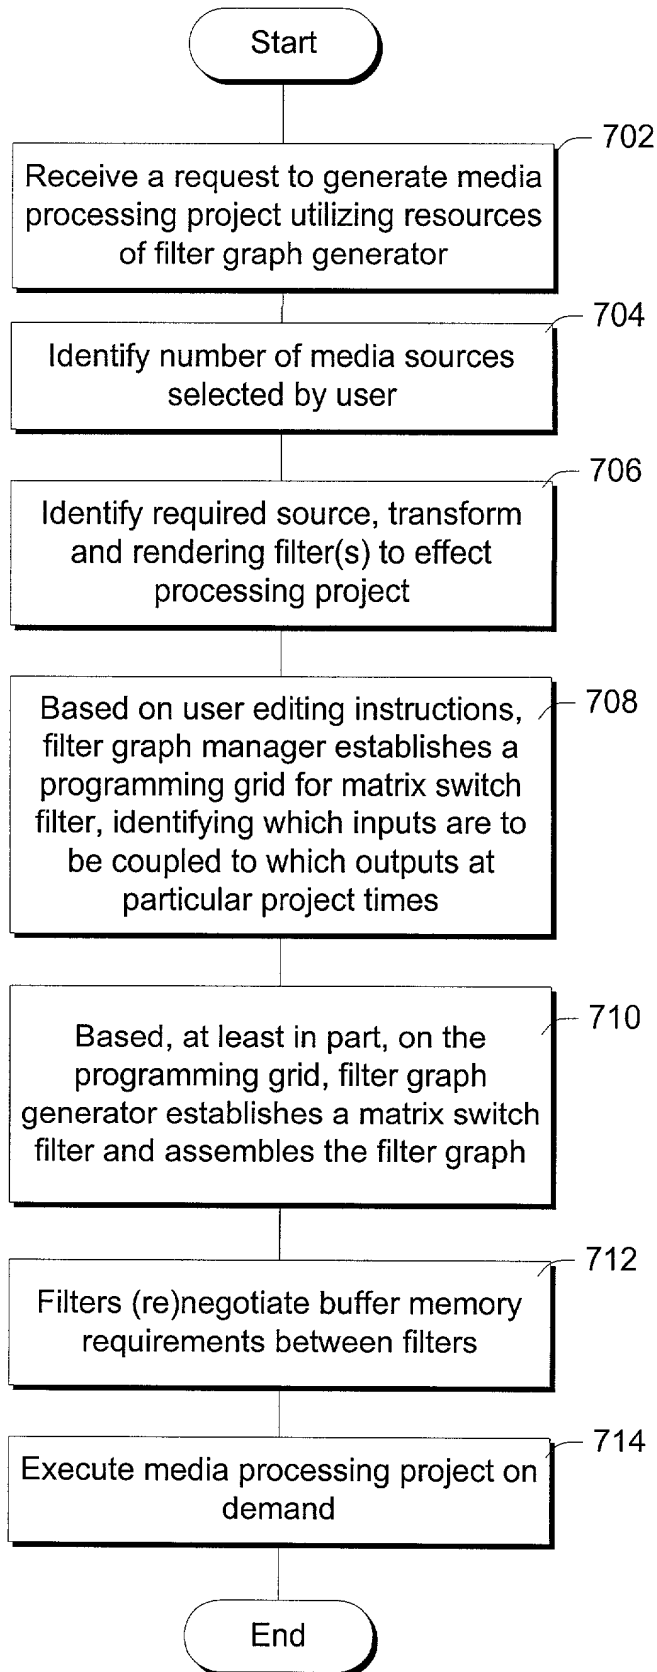 Start
702
Receive a request to generate media
processing project utilizing resources
of filter graph generator
704
Identify number of media sources
selected by user
706
Identify required source, transform
and rendering filter(s) to effect
processing project
708
Based on user editing instructions,
filter graph manager establishes a
programming grid for matrix switch
filter, identifying which inputs are to
be coupled to which outputs at
particular project times
710
Based, at least in part, on the
programming grid, filter graph
generator establishes a matrix switch
filter and assembles the filter graph
712
Filters (re)negotiate buffer memory
requirements between filters
714
Execute media processing project on
demand
End